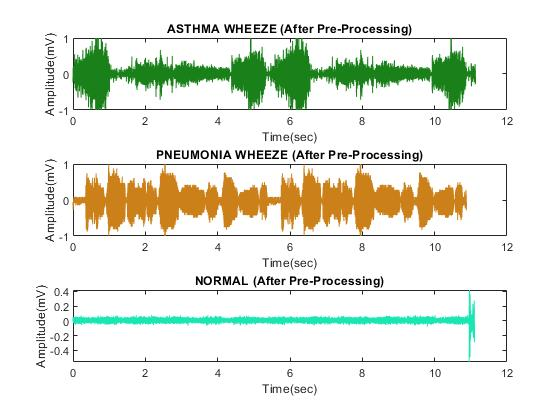 ASTHMA WHEEZE (After Pre-Processing)
Amplitude(mV)
1
0
-1
0 2 4 6 8 10 12
Time(sec)
PNEUMONIA WHEEZE (After Pre-Processing)
Amplitude(mV)
1
0
-1
0 2 4 6 8 10 12
Time(sec)
NORMAL (After Pre-Processing)
Amplitude(mV)
0.4
0.2
0
-0.2
-0.4
0 2 4 6 8 10 12
Time(sec)